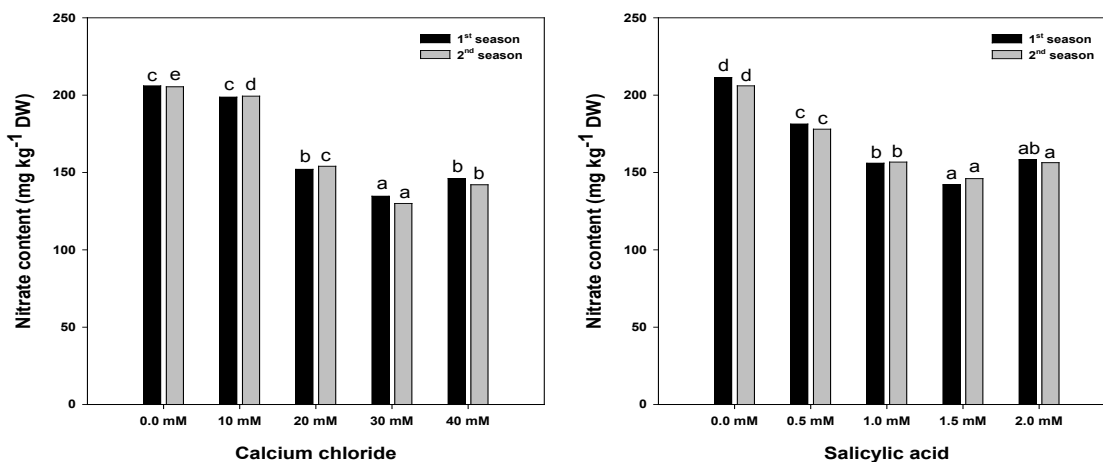 Nitrate content (mg kg⁻¹ DW)
250
200
150
100
50
0
1st season
2nd season
c e c d b c a a b b
0.0 mM 10 mM 20 mM 30 mM 40 mM
Calcium chloride
Nitrate content (mg kg⁻¹ DW)
250
200
150
100
50
0
1st season
2nd season
d d c c b b a a ab a
0.0 mM 0.5 mM 1.0 mM 1.5 mM 2.0 mM
Salicylic acid